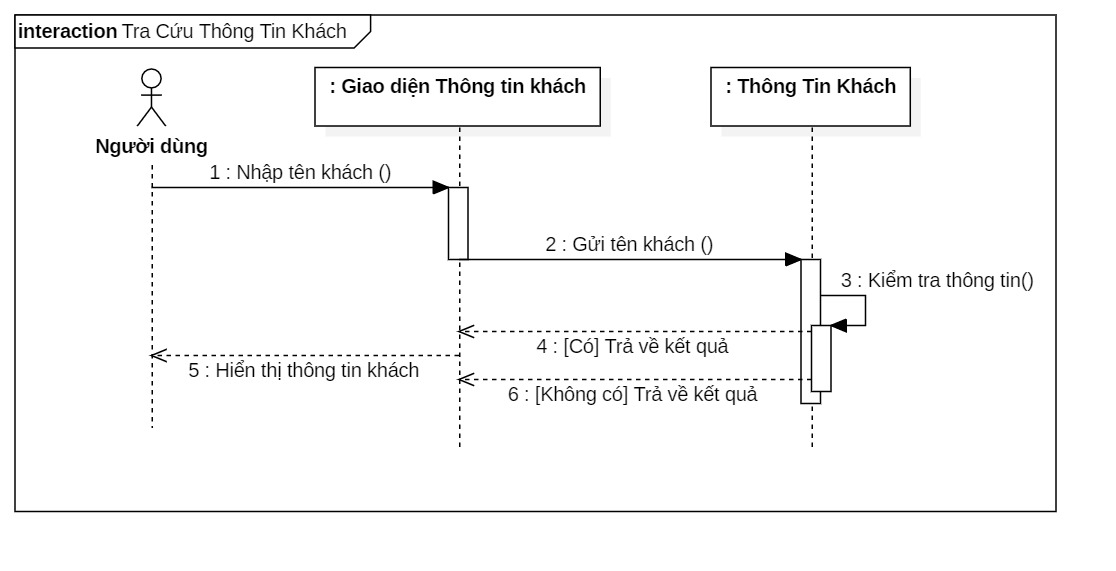 interaction Tra Cứu Thông Tin Khách
: Giao diện Thông tin khách
: Thông Tin Khách
Người dùng
1 : Nhập tên khách ()
2 : Gửi tên khách ()
3 : Kiểm tra thông tin()
4 : [Có] Trả về kết quả
5 : Hiển thị thông tin khách
6 : [Không có] Trả về kết quả